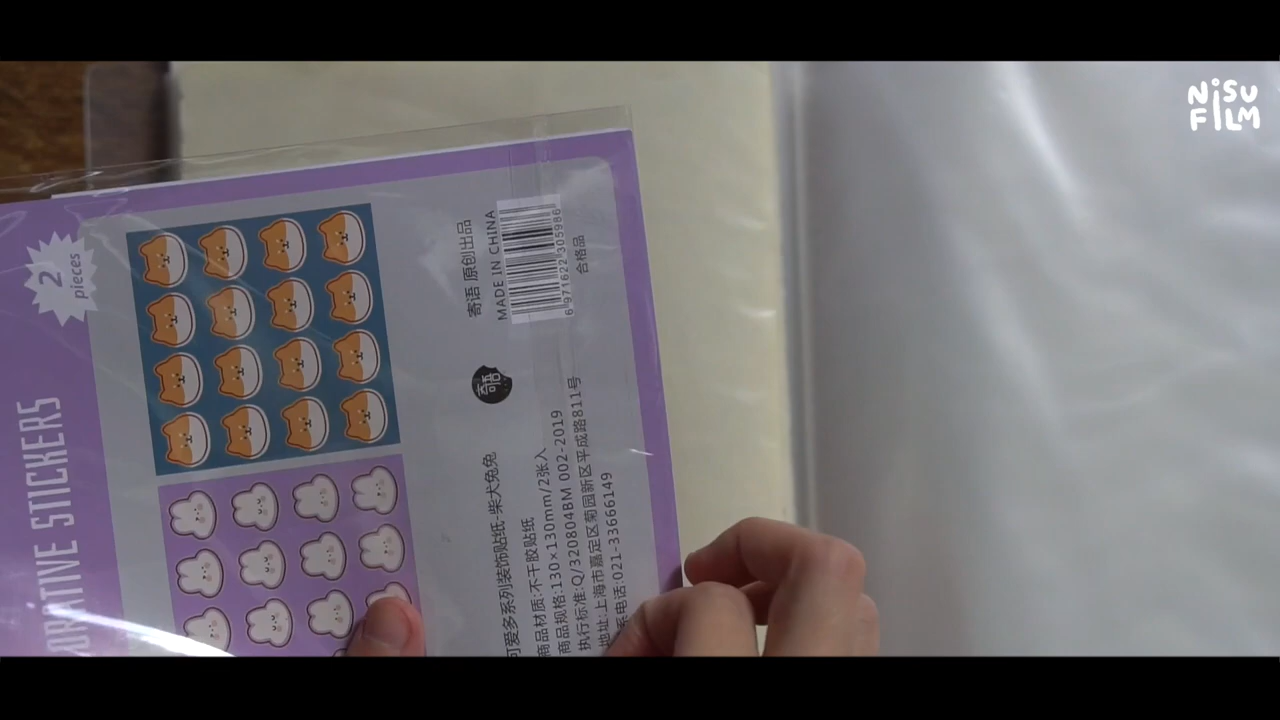 NiSU
FILM
2
pieces
ORATIVE STICKERS
寄语 原创出品
MADE IN CHINA
6 971622 305986
合格品
可爱多系列装饰贴纸-柴犬兔兔
商品材质:不干胶贴纸
商品规格:130×130mm/2张入
执行标准:Q/320804BM 002-2019
地址:上海市嘉定区菊园新区平成路811号
系电话:021-33666149